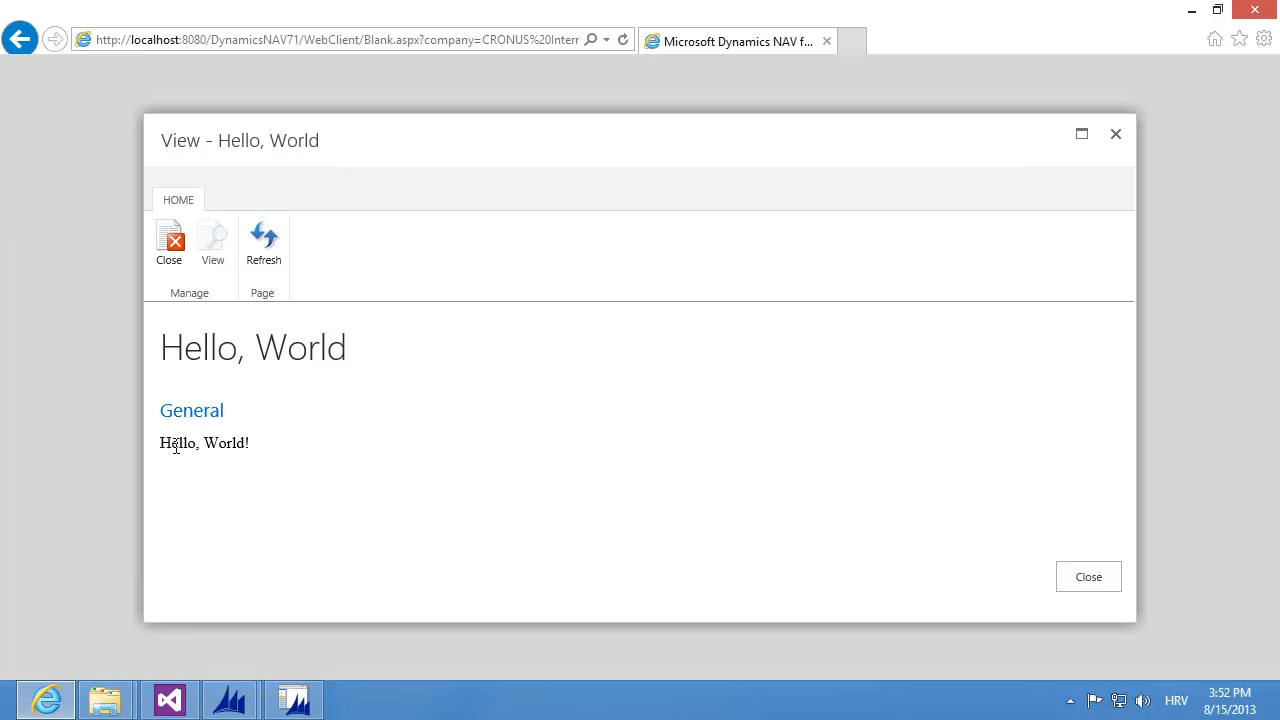 http://localhost:8080/DynamicsNAV71/WebClient/Blank.aspx?company=CRONUS%20Interr
Microsoft Dynamics NAV f...
View - Hello, World
HOME
Close
View
Refresh
Manage
Page
Hello, World
General
Hello, World!
Close
HRV
3:52 PM
8/15/2013